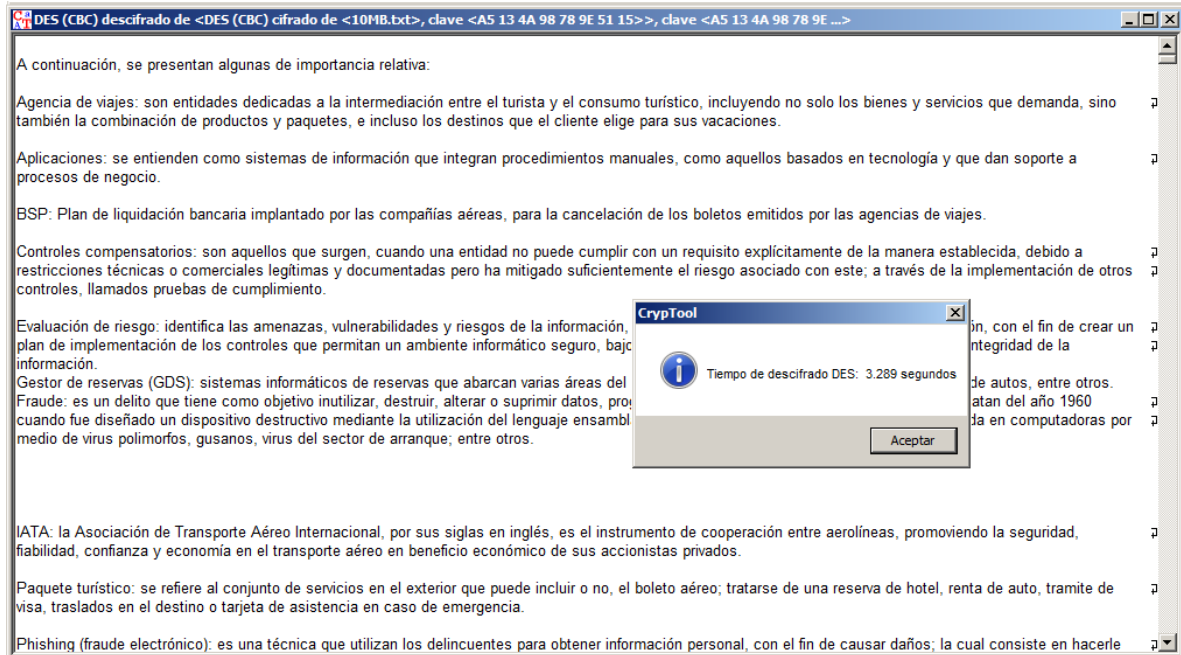 DES (CBC) descifrado de <DES (CBC) cifrado de <10MB.txt>, clave <A5 13 4A 98 78 9E 51 15>>, clave <A5 13 4A 98 78 9E ...>
A continuación, se presentan algunas de importancia relativa:
Agencia de viajes: son entidades dedicadas a la intermediación entre el turista y el consumo turístico, incluyendo no solo los bienes y servicios que demanda, sino
también la combinación de productos y paquetes, e incluso los destinos que el cliente elige para sus vacaciones.
Aplicaciones: se entienden como sistemas de información que integran procedimientos manuales, como aquellos basados en tecnología y que dan soporte a
procesos de negocio.
BSP: Plan de liquidación bancaria implantado por las compañías aéreas, para la cancelación de los boletos emitidos por las agencias de viajes.
Controles compensatorios: son aquellos que surgen, cuando una entidad no puede cumplir con un requisito explícitamente de la manera establecida, debido a
restricciones técnicas o comerciales legítimas y documentadas pero ha mitigado suficientemente el riesgo asociado con este; a través de la implementación de otros
controles, llamados pruebas de cumplimiento.
Evaluación de riesgo: identifica las amenazas, vulnerabilidades y riesgos de la información, ón, con el fin de crear un
plan de implementación de los controles que permitan un ambiente informático seguro, bajo ntegridad de la
información.
Gestor de reservas (GDS): sistemas informáticos de reservas que abarcan varias áreas del de autos, entre otros.
Fraude: es un delito que tiene como objetivo inutilizar, destruir, alterar o suprimir datos, pro atan del año 1960
cuando fue diseñado un dispositivo destructivo mediante la utilización del lenguaje ensambl da en computadoras por
medio de virus polimorfos, gusanos, virus del sector de arranque; entre otros.
CrypTool
Tiempo de descifrado DES: 3.289 segundos
Aceptar
IATA: la Asociación de Transporte Aéreo Internacional, por sus siglas en inglés, es el instrumento de cooperación entre aerolíneas, promoviendo la seguridad,
fiabilidad, confianza y economía en el transporte aéreo en beneficio económico de sus accionistas privados.
Paquete turístico: se refiere al conjunto de servicios en el exterior que puede incluir o no, el boleto aéreo; tratarse de una reserva de hotel, renta de auto, tramite de
visa, traslados en el destino o tarjeta de asistencia en caso de emergencia.
Phishing (fraude electrónico): es una técnica que utilizan los delincuentes para obtener información personal, con el fin de causar daños; la cual consiste en hacerle